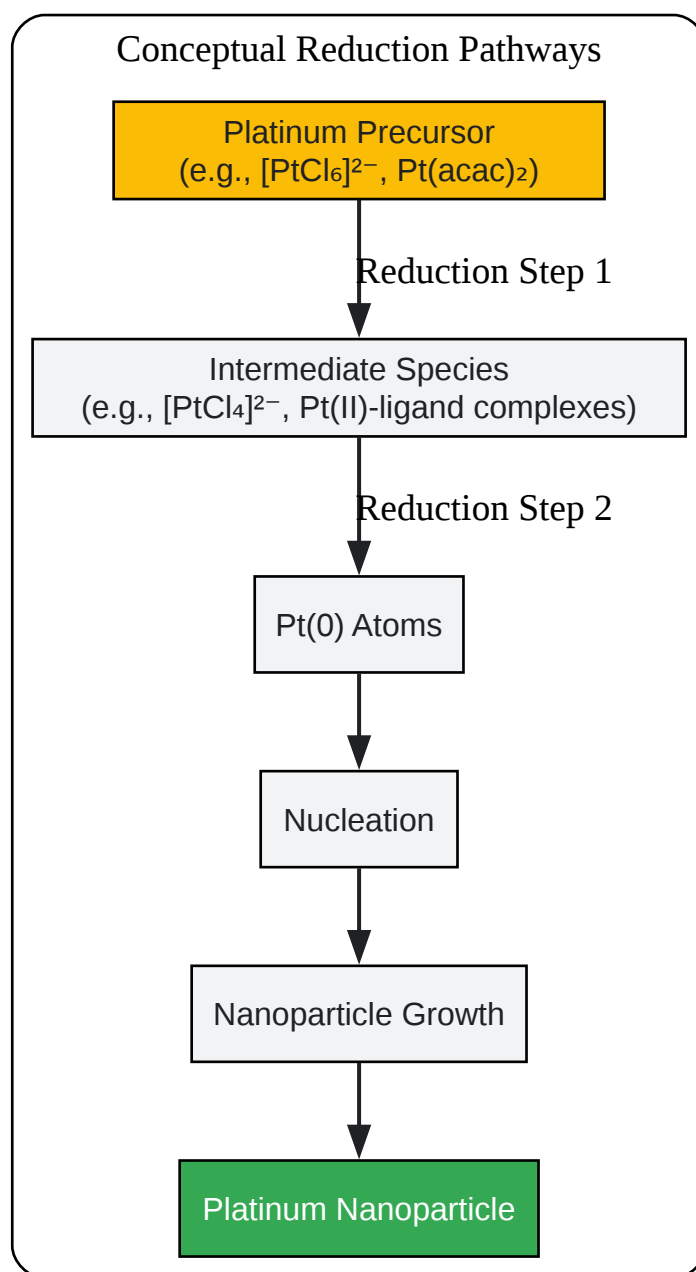 Conceptual Reduction Pathways
Platinum Precursor
(e.g., [PtCl₆]²⁻, Pt(acac)₂)
Reduction Step 1
Intermediate Species
(e.g., [PtCl₄]²⁻, Pt(II)-ligand complexes)
Reduction Step 2
Pt(0) Atoms
Nucleation
Nanoparticle Growth
Platinum Nanoparticle